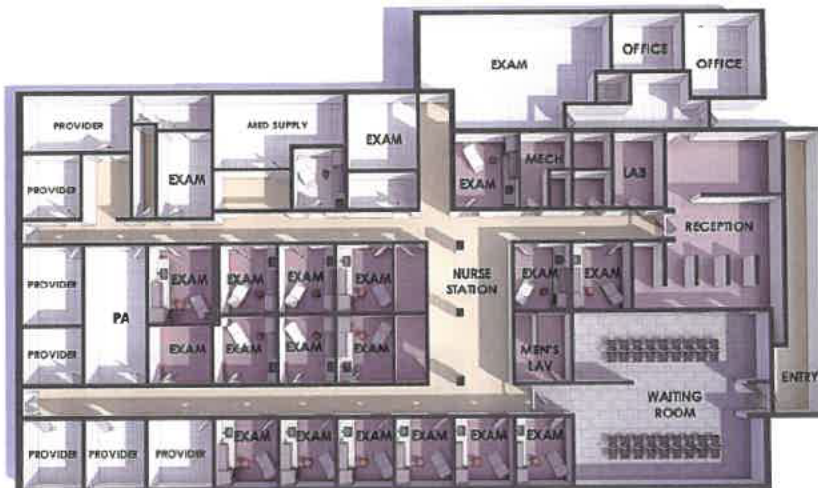 EXAM
OFFICE
OFFICE
PROVIDER
MED SUPPLY
EXAM
MECH
LAB
EXAM
EXAM
PROVIDER
RECEPTION
PROVIDER
PA
EXAM
EXAM
EXAM
EXAM
NURSE
STATION
EXAM
EXAM
PROVIDER
EXAM
EXAM
EXAM
EXAM
MEN'S
LAV
WAITING
ROOM
ENTRY
PROVIDER
PROVIDER
PROVIDER
EXAM
EXAM
EXAM
EXAM
EXAM
EXAM